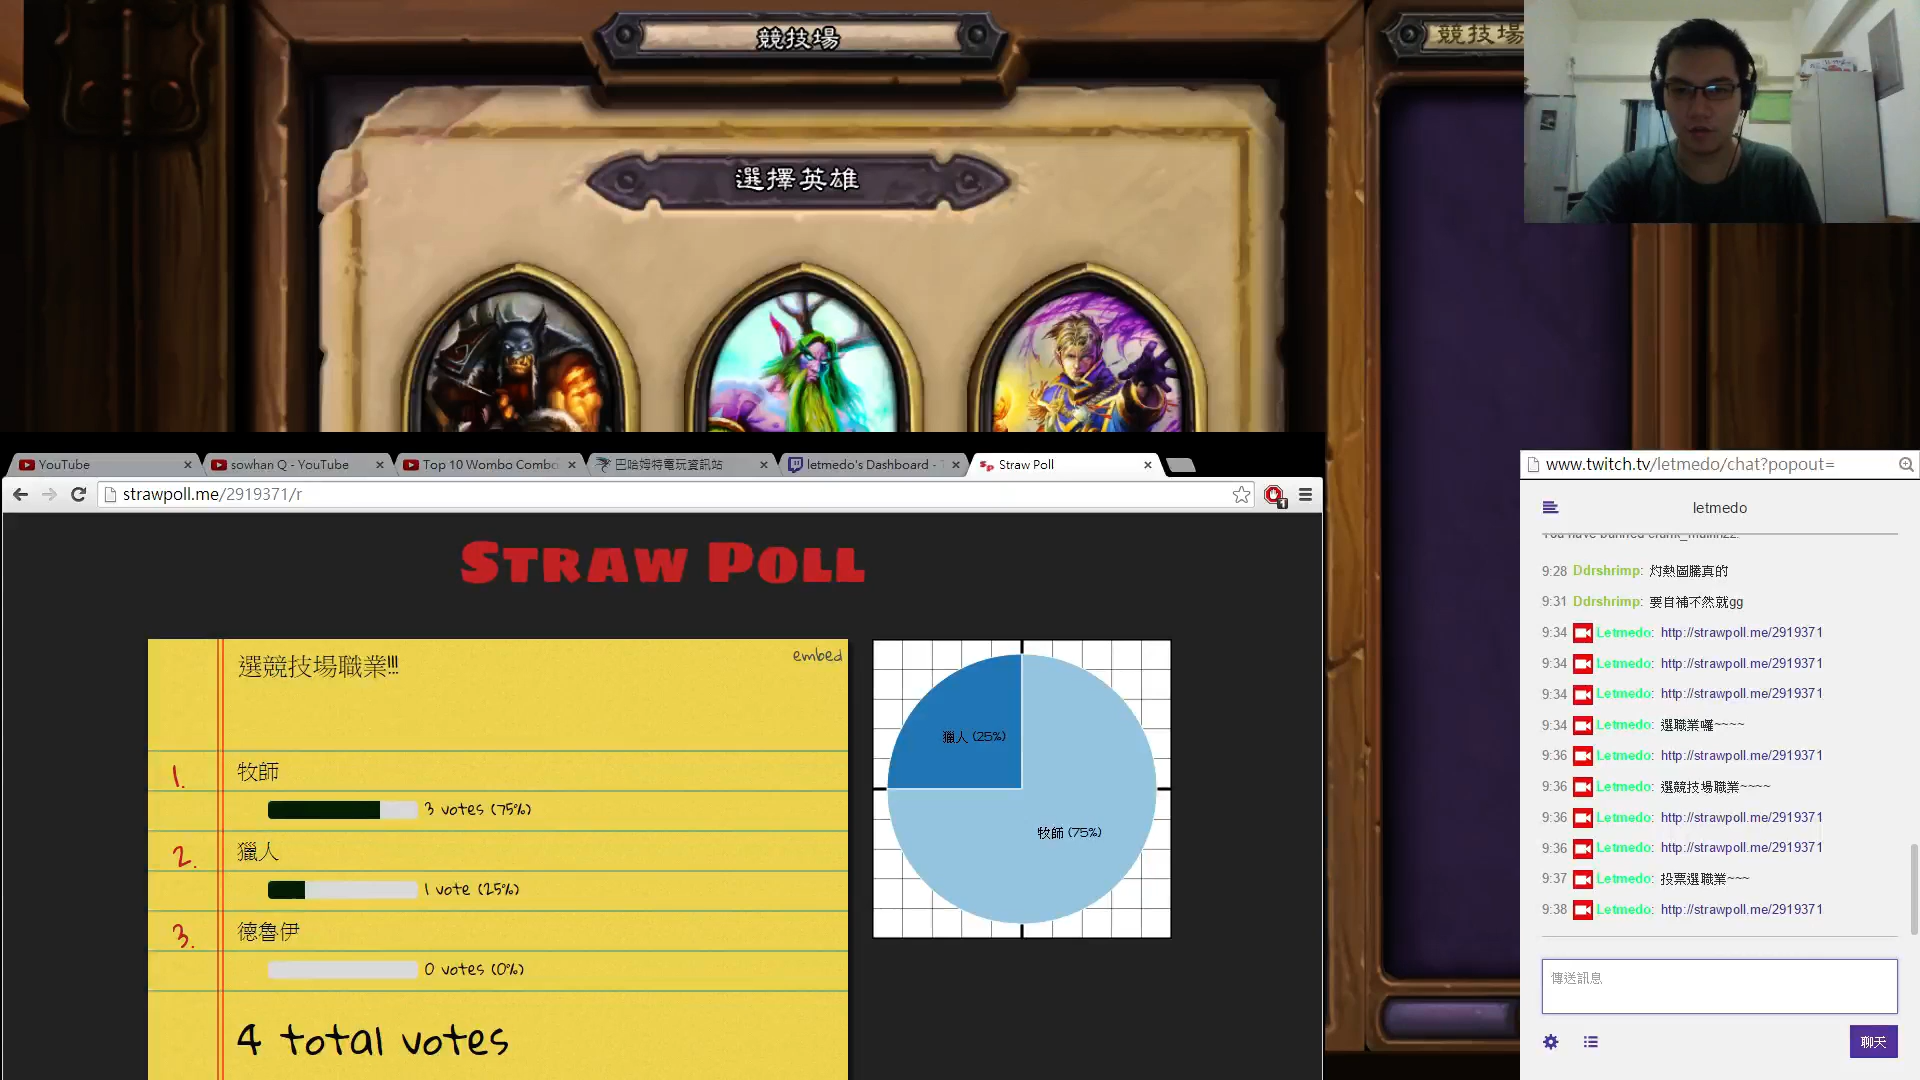 競技場
競技場
選擇英雄
YouTube
sowhan Q - YouTube
Top 10 Wombo Combo
巴哈姆特電玩資訊站
letmedo's Dashboard - T
Straw Poll
strawpoll.me/2919371/r
STRAW POLL
選競技場職業!!!
embed
1. 牧師
3 votes (75%)
2. 獵人
1 vote (25%)
3. 德魯伊
0 votes (0%)
4 total votes
獵人 (25%)
牧師 (75%)
www.twitch.tv/letmedo/chat?popout=
letmedo
9:28 Ddrshrimp: 灼熱圖騰真的
9:31 Ddrshrimp: 要自補不然就gg
9:34 Letmedo: http://strawpoll.me/2919371
9:34 Letmedo: http://strawpoll.me/2919371
9:34 Letmedo: http://strawpoll.me/2919371
9:34 Letmedo: 選職業囉~~~~
9:36 Letmedo: http://strawpoll.me/2919371
9:36 Letmedo: 選競技場職業~~~~
9:36 Letmedo: http://strawpoll.me/2919371
9:36 Letmedo: http://strawpoll.me/2919371
9:37 Letmedo: 投票選職業~~~
9:38 Letmedo: http://strawpoll.me/2919371
傳送訊息
聊天